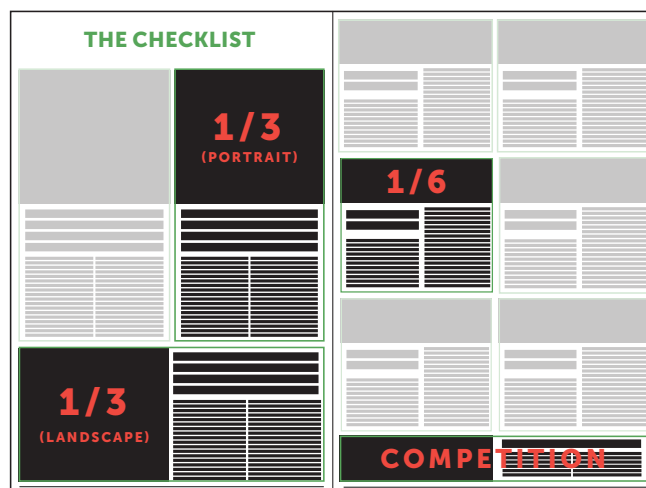 THE CHECKLIST
1/3
(PORTRAIT)
1/3
(LANDSCAPE)
1/6
COMPETITION